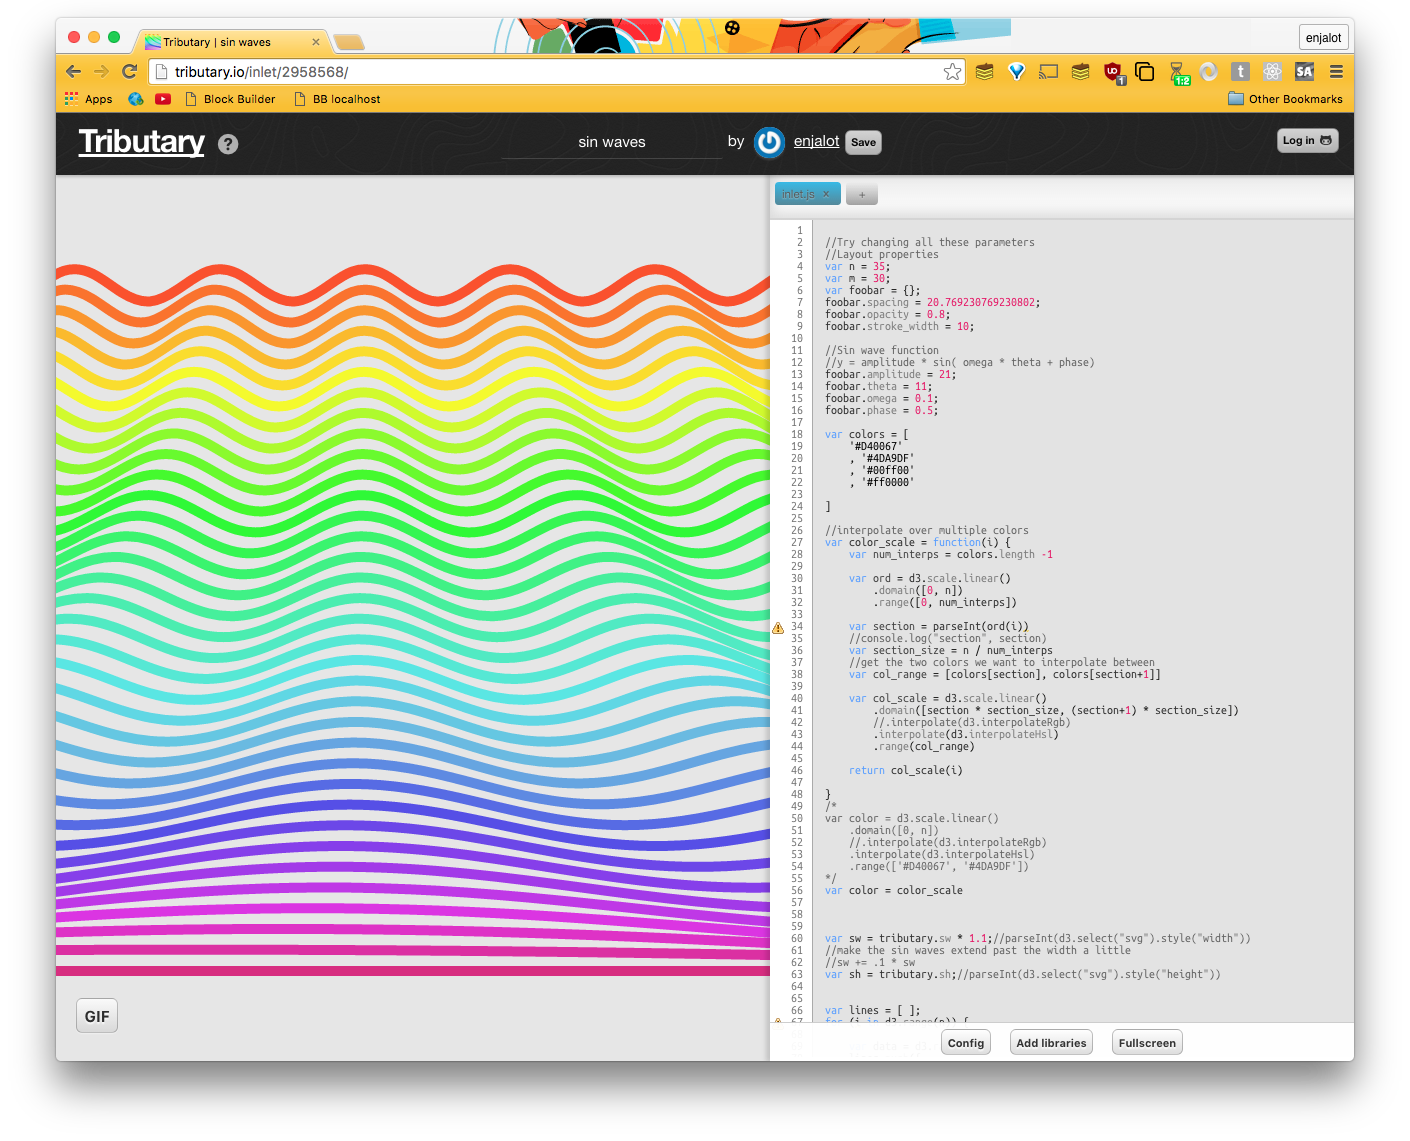 Tributary | sin waves
enjalot
tributary.io/inlet/2958568/
UD
1
1:2
t
SA
Apps
Block Builder
BB localhost
Other Bookmarks
Tributary ?
sin waves
by enjalot Save
Log in
inlet.js x
+
1
2 //Try changing all these parameters
3 //Layout properties
4 var n = 35;
5 var m = 30;
6 var foobar = {};
7 foobar.spacing = 20.769230769230802;
8 foobar.opacity = 0.8;
9 foobar.stroke_width = 10;
10
11 //Sin wave function
12 //y = amplitude * sin( omega * theta + phase)
13 foobar.amplitude = 21;
14 foobar.theta = 11;
15 foobar.omega = 0.1;
16 foobar.phase = 0.5;
17
18 var colors = [
19 '#D40067'
20 , '#4DA9DF'
21 , '#00ff00'
22 , '#ff0000'
23
24 ]
25
26 //interpolate over multiple colors
27 var color_scale = function(i) {
28 var num_interps = colors.length -1
29
30 var ord = d3.scale.linear()
31 .domain([0, n])
32 .range([0, num_interps])
33
34 var section = parseInt(ord(i))
35 //console.log("section", section)
36 var section_size = n / num_interps
37 //get the two colors we want to interpolate between
38 var col_range = [colors[section], colors[section+1]]
39
40 var col_scale = d3.scale.linear()
41 .domain([section * section_size, (section+1) * section_size])
42 //.interpolate(d3.interpolateRgb)
43 .interpolate(d3.interpolateHsl)
44 .range(col_range)
45
46 return col_scale(i)
47
48 }
49 /*
50 var color = d3.scale.linear()
51 .domain([0, n])
52 //.interpolate(d3.interpolateRgb)
53 .interpolate(d3.interpolateHsl)
54 .range(['#D40067', '#4DA9DF'])
55 */
56 var color = color_scale
57
58
59
60 var sw = tributary.sw * 1.1;//parseInt(d3.select("svg").style("width"))
61 //make the sin waves extend past the width a little
62 //sw += .1 * sw
63 var sh = tributary.sh;//parseInt(d3.select("svg").style("height"))
64
65
66 var lines = [ ];
67 for (i in d3.range(n)) {
GIF
Config
Add libraries
Fullscreen